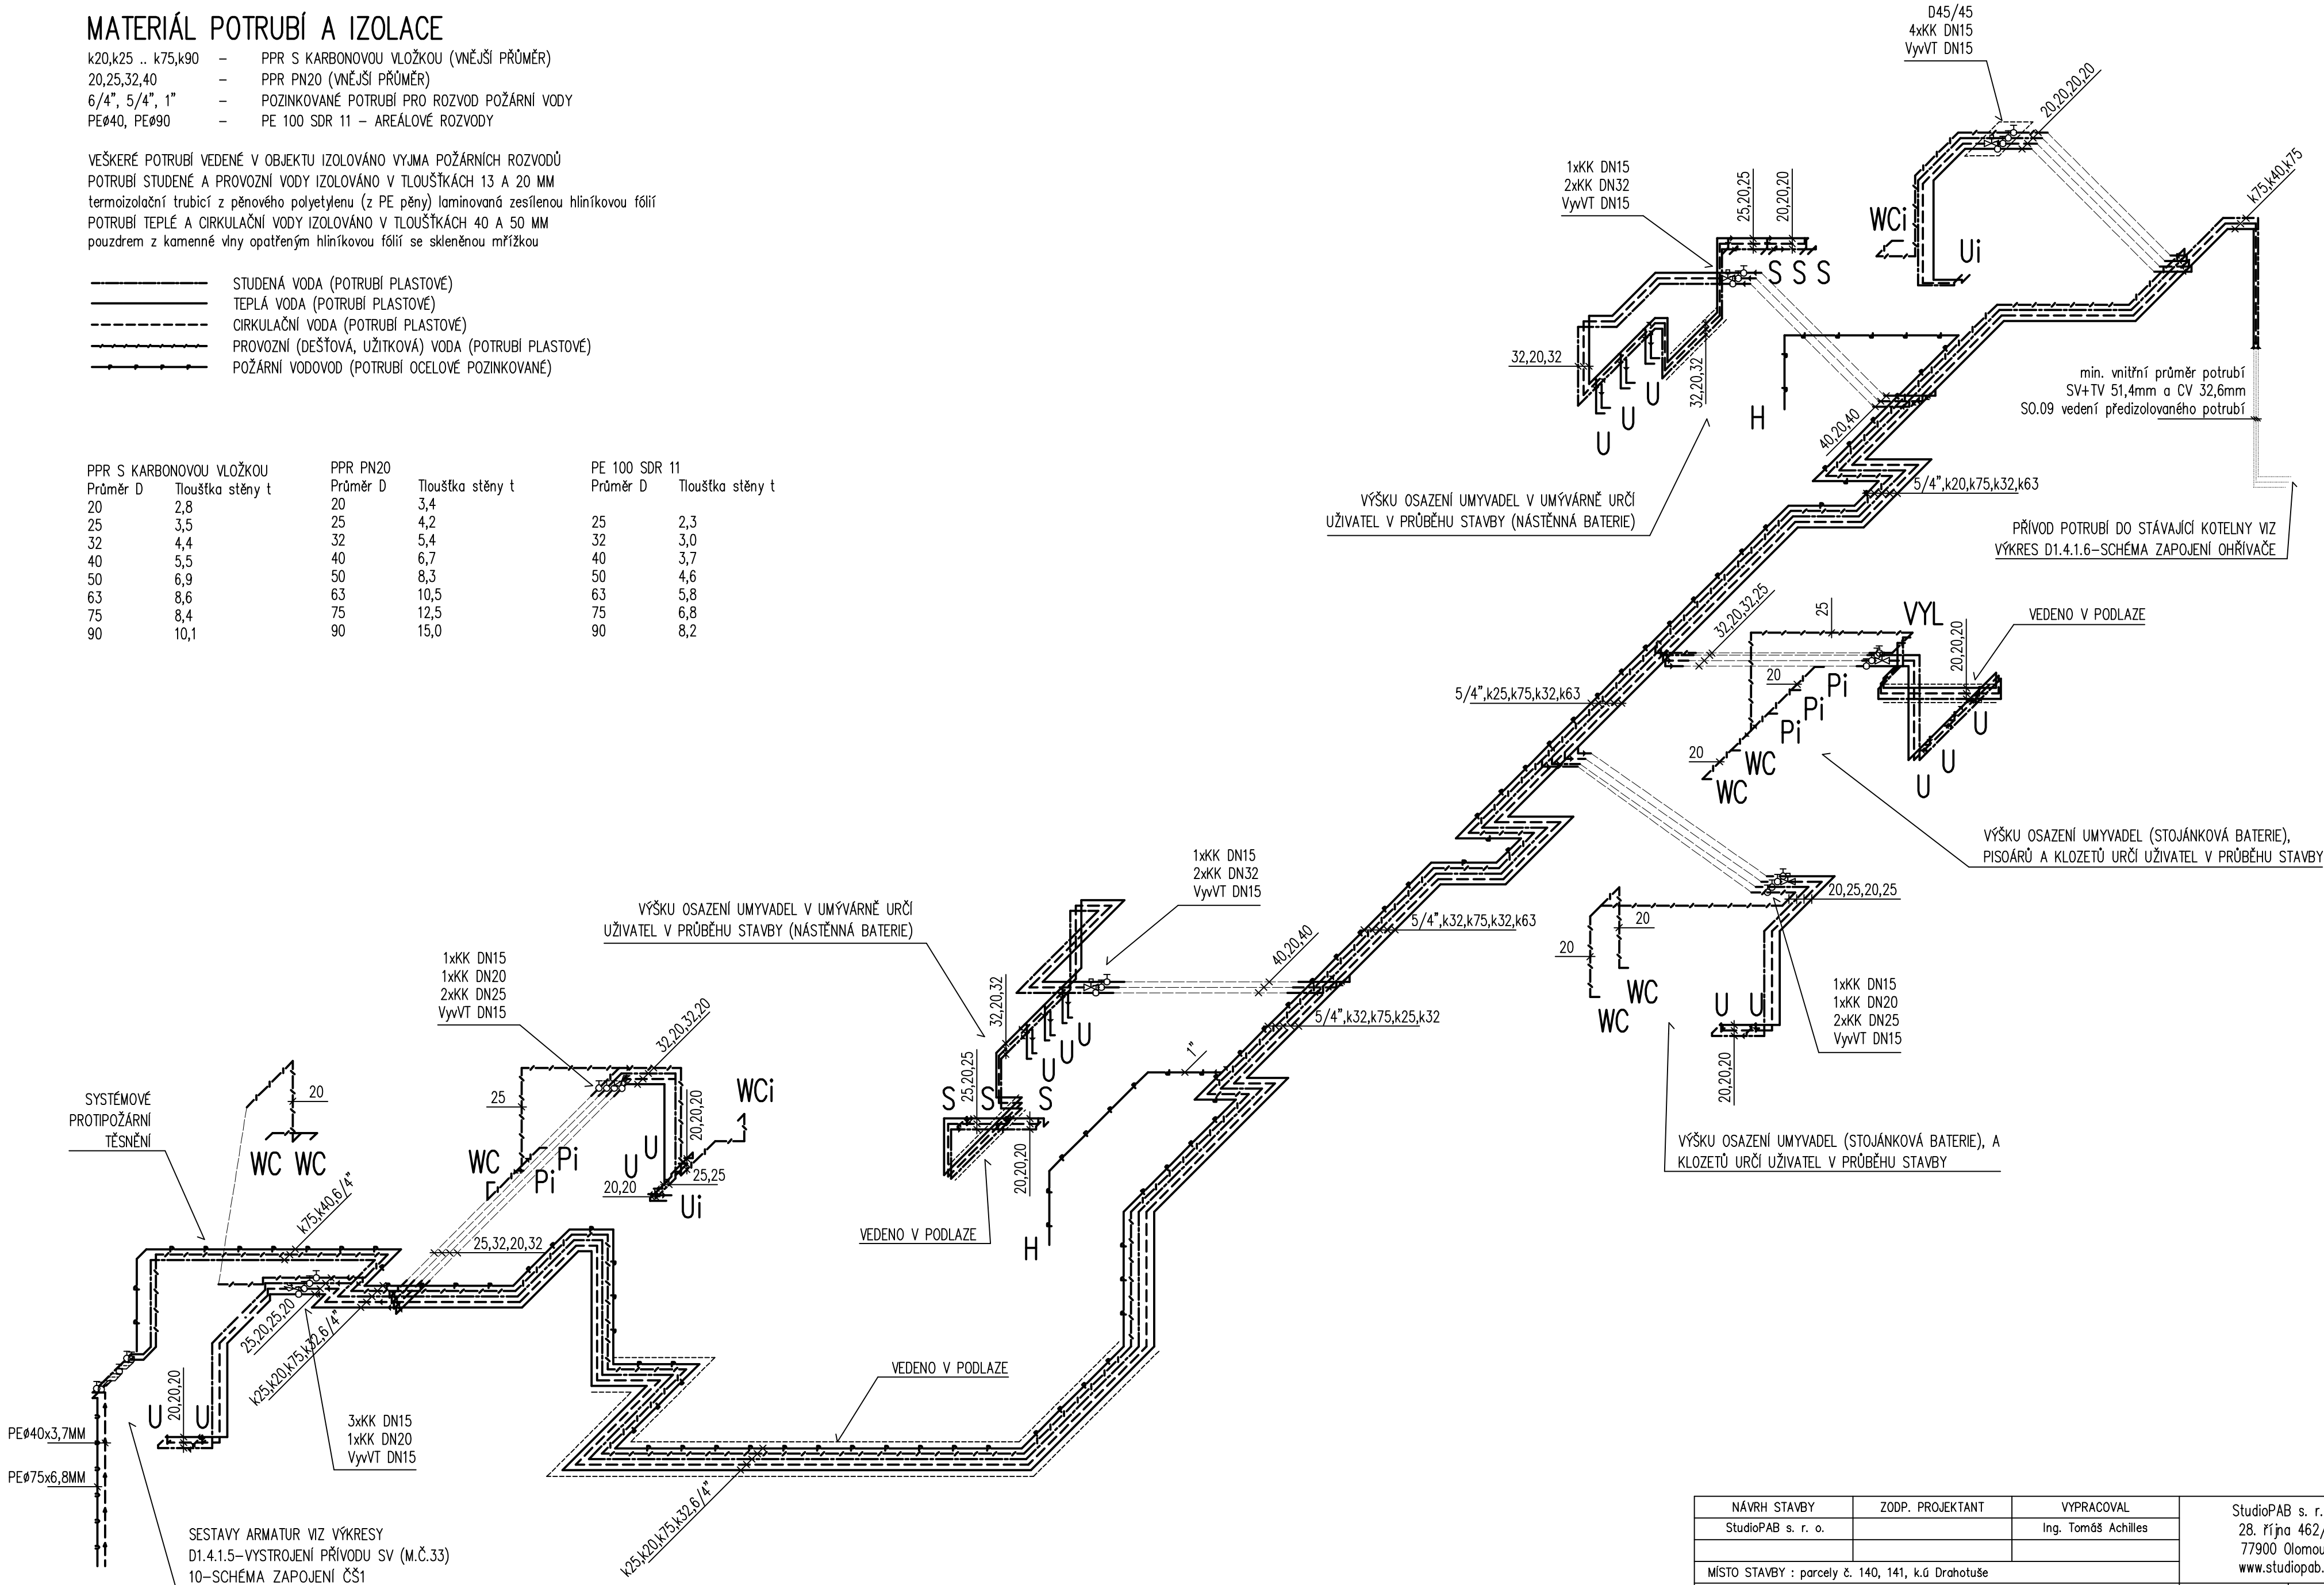 MATERIÁL POTRUBÍ A IZOLACE
k20,k25 .. k75,k90 – PPR S KARBONOVOU VLOŽKOU (VNĚJŠÍ PRŮMĚR)
20,25,32,40 – PPR PN20 (VNĚJŠÍ PRŮMĚR)
6/4", 5/4", 1" – POZINKOVANÉ POTRUBÍ PRO ROZVOD POŽÁRNÍ VODY
PEø40, PEø90 – PE 100 SDR 11 – AREÁLOVÉ ROZVODY
VEŠKERÉ POTRUBÍ VEDENÉ V OBJEKTU IZOLOVÁNO VYJMA POŽÁRNÍCH ROZVODŮ
POTRUBÍ STUDENÉ A PROVOZNÍ VODY IZOLOVÁNO V TLOUŠŤKÁCH 13 A 20 MM
termoizolační trubicí z pěnového polyetylenu (z PE pěny) laminovaná zesílenou hliníkovou fólií
POTRUBÍ TEPLÉ A CIRKULAČNÍ VODY IZOLOVÁNO V TLOUŠŤKÁCH 40 A 50 MM
pouzdrem z kamenné vlny opatřeným hliníkovou fólií se skleněnou mřížkou
STUDENÁ VODA (POTRUBÍ PLASTOVÉ)
TEPLÁ VODA (POTRUBÍ PLASTOVÉ)
CIRKULAČNÍ VODA (POTRUBÍ PLASTOVÉ)
PROVOZNÍ (DEŠŤOVÁ, UŽITKOVÁ) VODA (POTRUBÍ PLASTOVÉ)
POŽÁRNÍ VODOVOD (POTRUBÍ OCELOVÉ POZINKOVANÉ)
PPR S KARBONOVOU VLOŽKOU
Průměr D Tloušťka stěny t
20 2,8
25 3,5
32 4,4
40 5,5
50 6,9
63 8,6
75 8,4
90 10,1
PPR PN20
Průměr D Tloušťka stěny t
20 3,4
25 4,2
32 5,4
40 6,7
50 8,3
63 10,5
75 12,5
90 15,0
PE 100 SDR 11
Průměr D Tloušťka stěny t
25 2,3
32 3,0
40 3,7
50 4,6
63 5,8
75 6,8
90 8,2
D45/45
4xKK DN15
VyvVT DN15
20,20,20,20
k75,k40,k75
WCi
Ui
1xKK DN15
2xKK DN32
VyvVT DN15
25,20,25
20,20,20
S S S
32,20,32
32,20,32
U
U
U
H
40,20,40
min. vnitřní průměr potrubí
SV+TV 51,4mm a CV 32,6mm
SO.09 vedení předizolovaného potrubí
VÝŠKU OSAZENÍ UMYVADEL V UMÝVÁRNĚ URČÍ
UŽIVATEL V PRŮBĚHU STAVBY (NÁSTĚNNÁ BATERIE)
5/4",k20,k75,k32,k63
PŘÍVOD POTRUBÍ DO STÁVAJÍCÍ KOTELNY VIZ
VÝKRES D1.4.1.6–SCHÉMA ZAPOJENÍ OHŘÍVAČE
32,20,32,25
25
VYL
VEDENO V PODLAZE
20,20,20
5/4",k25,k75,k32,k63
20
Pi
Pi
Pi
20
WC
WC
U
U
U
VÝŠKU OSAZENÍ UMYVADEL (STOJÁNKOVÁ BATERIE),
PISOÁRŮ A KLOZETŮ URČÍ UŽIVATEL V PRŮBĚHU STAVBY
20,25,20,25
20
20
WC
WC
U U
20,20,20
1xKK DN15
1xKK DN20
2xKK DN25
VyvVT DN15
VÝŠKU OSAZENÍ UMYVADEL (STOJÁNKOVÁ BATERIE), A
KLOZETŮ URČÍ UŽIVATEL V PRŮBĚHU STAVBY
1xKK DN15
2xKK DN32
VyvVT DN15
VÝŠKU OSAZENÍ UMYVADEL V UMÝVÁRNĚ URČÍ
UŽIVATEL V PRŮBĚHU STAVBY (NÁSTĚNNÁ BATERIE)
40,20,40
5/4",k32,k75,k32,k63
5/4",k32,k75,k25,k32
32,20,32
25,20,25
U
U
U
S S S
20,20,20
VEDENO V PODLAZE
1"
H
1xKK DN15
1xKK DN20
2xKK DN25
VyvVT DN15
32,20,32,20
25
WC
Pi
Pi
U
U
20,20,20
WCi
20,20
25,25
Ui
25,32,20,32
SYSTÉMOVÉ
PROTIPOŽÁRNÍ
TĚSNĚNÍ
20
WC WC
k75,k40,6/4"
25,20,25,20
k25,k20,k75,k32,6/4"
20,20,20
U U
3xKK DN15
1xKK DN20
VyvVT DN15
PEø40x3,7MM
PEø75x6,8MM
VEDENO V PODLAZE
k25,k20,k75,k32,6/4"
SESTAVY ARMATUR VIZ VÝKRESY
D1.4.1.5–VYSTROJENÍ PŘÍVODU SV (M.Č.33)
10–SCHÉMA ZAPOJENÍ ČŠ1
NÁVRH STAVBY ZODP. PROJEKTANT VYPRACOVAL
StudioPAB s. r. o. Ing. Tomáš Achilles
MÍSTO STAVBY : parcely č. 140, 141, k.ú Drahotuše
StudioPAB s. r.
28. října 462/
77900 Olomou
www.studiopab.